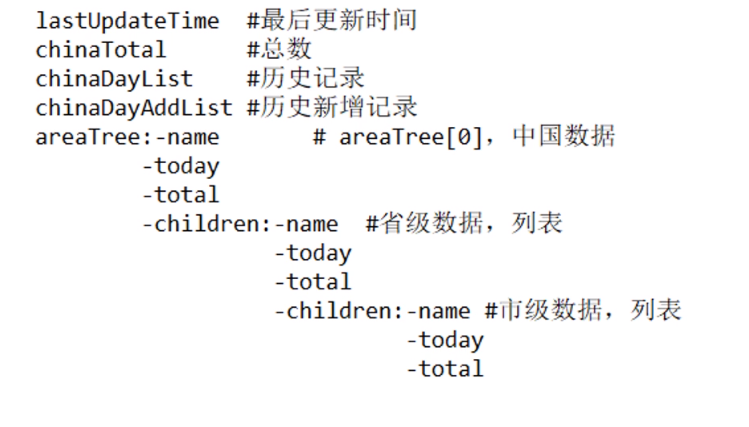 lastUpdateTime  #最后更新时间
chinaTotal      #总数
chinaDayList    #历史记录
chinaDayAddList #历史新增记录
areaTree:-name       # areaTree[0]，中国数据
        -today
        -total
        -children:-name  #省级数据，列表
                  -today
                  -total
                  -children:-name #市级数据，列表
                            -today
                            -total